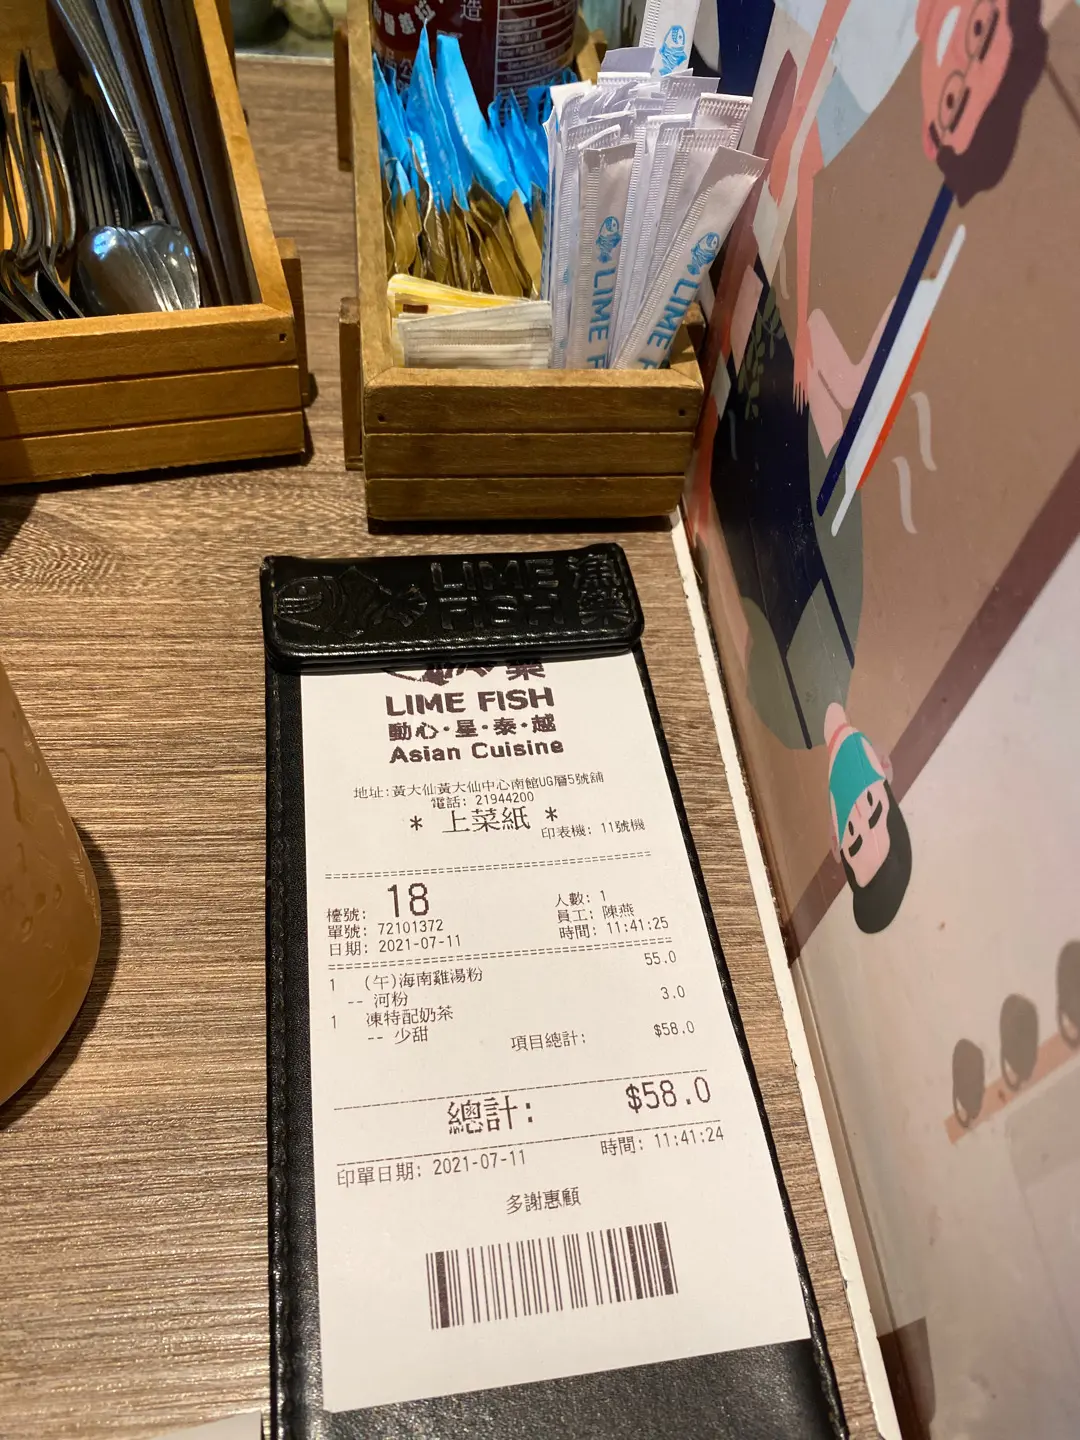 造
LIME F
LIME F
LIME 漁
FISH 樂
樂
LIME FISH
動心·星·泰·越
Asian Cuisine
地址:黃大仙黃大仙中心南館UG層5號舖
電話: 21944200
* 上菜紙 *
印表機: 11號機
檯號: 18
人數: 1
單號: 72101372
員工: 陳燕
日期: 2021-07-11
時間: 11:41:25
1 (午)海南雞湯粉 55.0
-- 河粉
1 凍特配奶茶 3.0
-- 少甜
項目總計: $58.0
總計: $58.0
印單日期: 2021-07-11 時間: 11:41:24
多謝惠顧